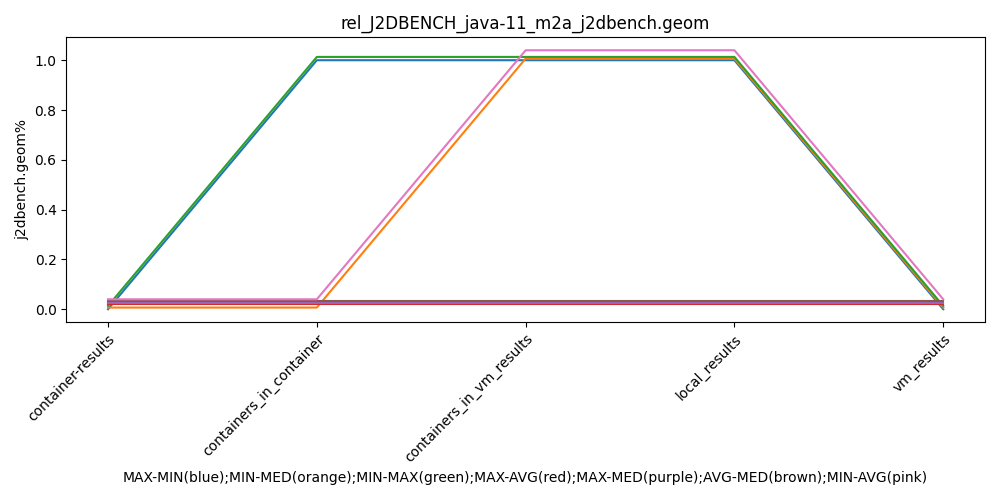 rel_J2DBENCH_java-11_m2a_j2dbench.geom
j2dbench.geom%
1.0
0.8
0.6
0.4
0.2
0.0
container-results
containers_in_container
containers_in_vm_results
local_results
vm_results
MAX-MIN(blue);MIN-MED(orange);MIN-MAX(green);MAX-AVG(red);MAX-MED(purple);AVG-MED(brown);MIN-AVG(pink)